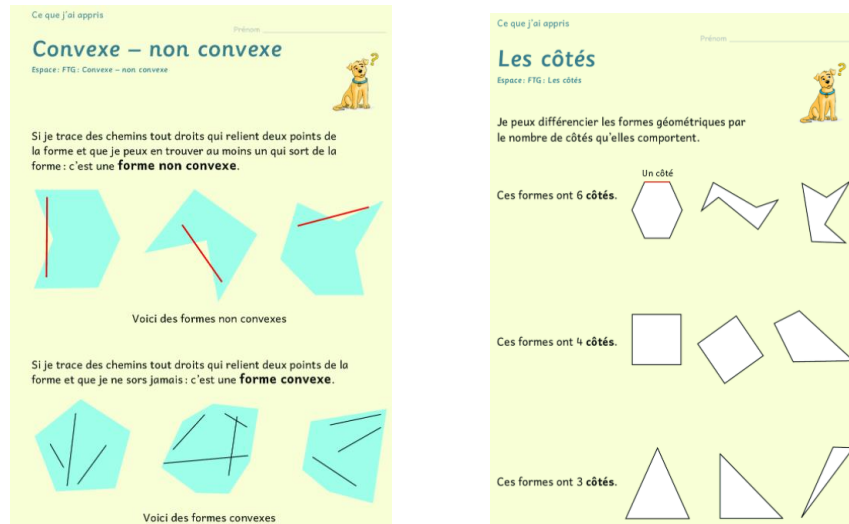 Ce que j'ai appris
Prénom
Convexe – non convexe
Espace : FTG : Convexe – non convexe
?
Si je trace des chemins tout droits qui relient deux points de
la forme et que je peux en trouver au moins un qui sort de la
forme : c'est une forme non convexe.
Voici des formes non convexes
Si je trace des chemins tout droits qui relient deux points de la
forme et que je ne sors jamais : c'est une forme convexe.
Voici des formes convexes
Ce que j'ai appris
Prénom
Les côtés
Espace : FTG : Les côtés
?
Je peux différencier les formes géométriques par
le nombre de côtés qu'elles comportent.
Un côté
Ces formes ont 6 côtés.
Ces formes ont 4 côtés.
Ces formes ont 3 côtés.